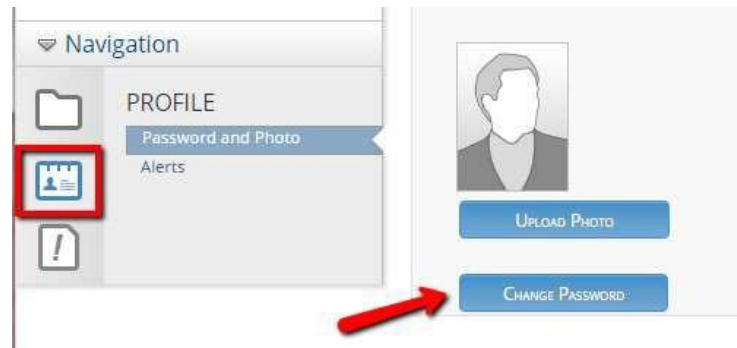 Navigation
PROFILE
Password and Photo
Alerts
Upload Photo
Change Password